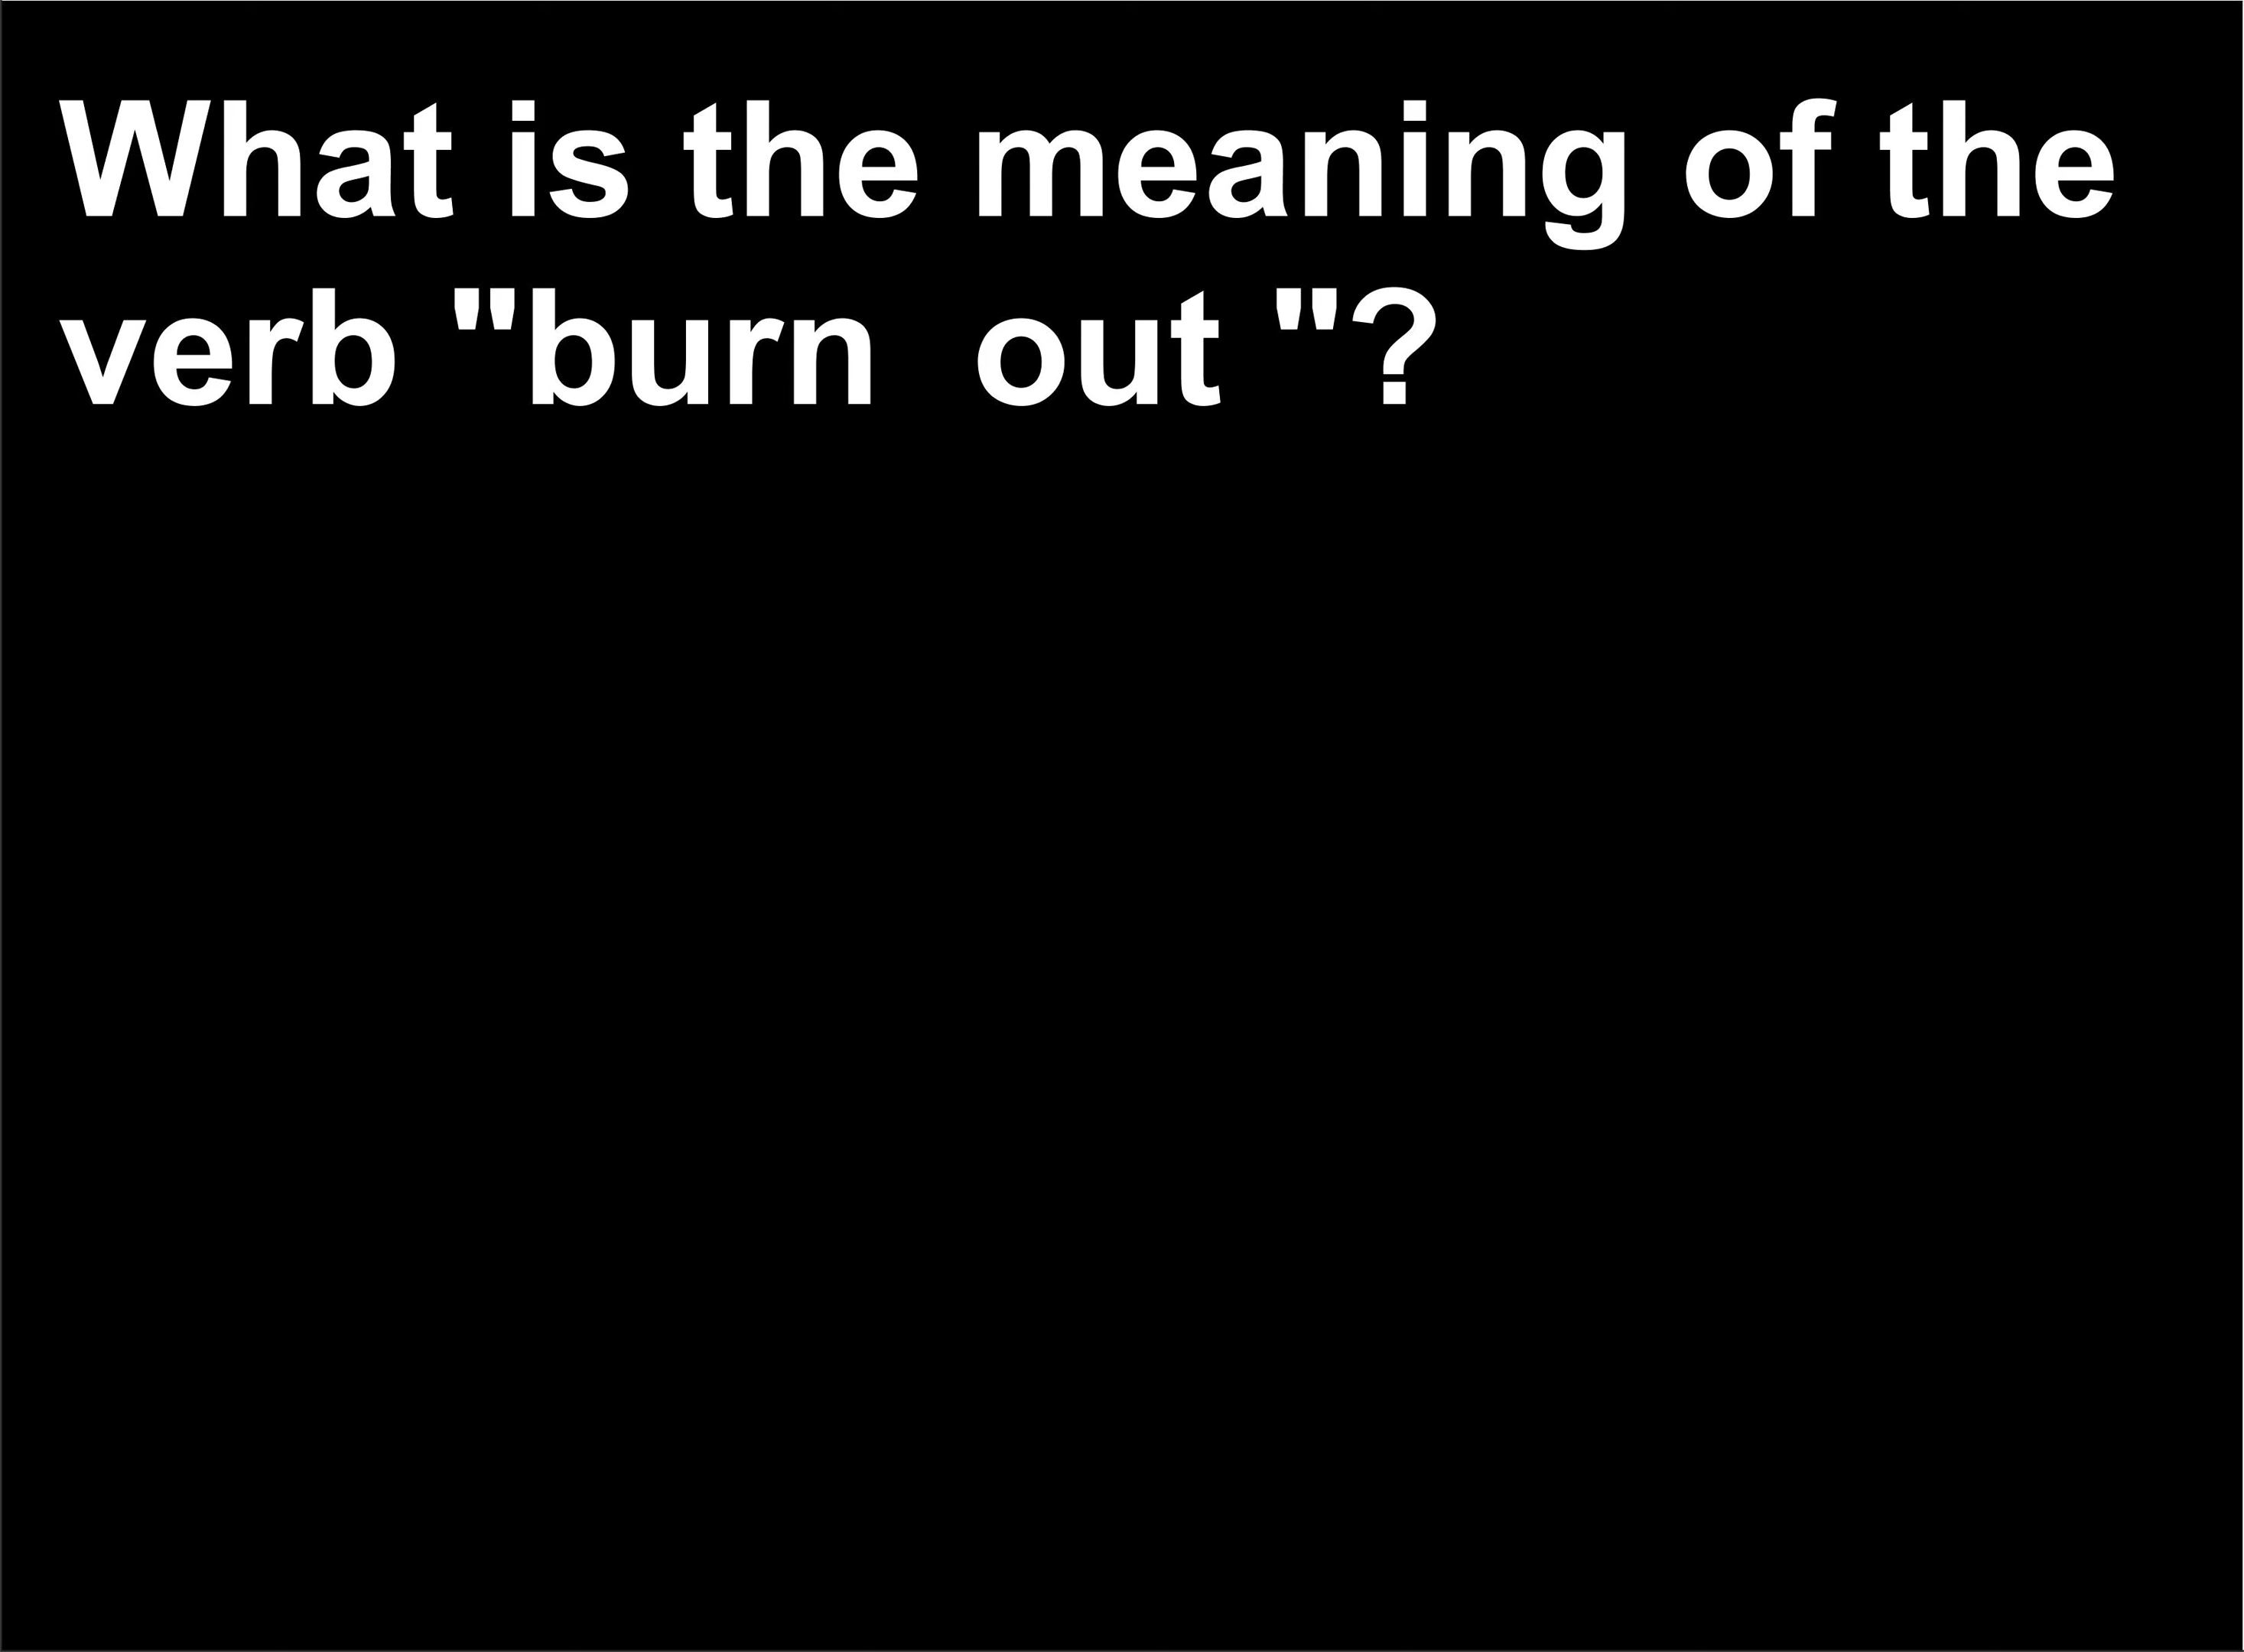 What is the meaning of the
verb "burn  out "?